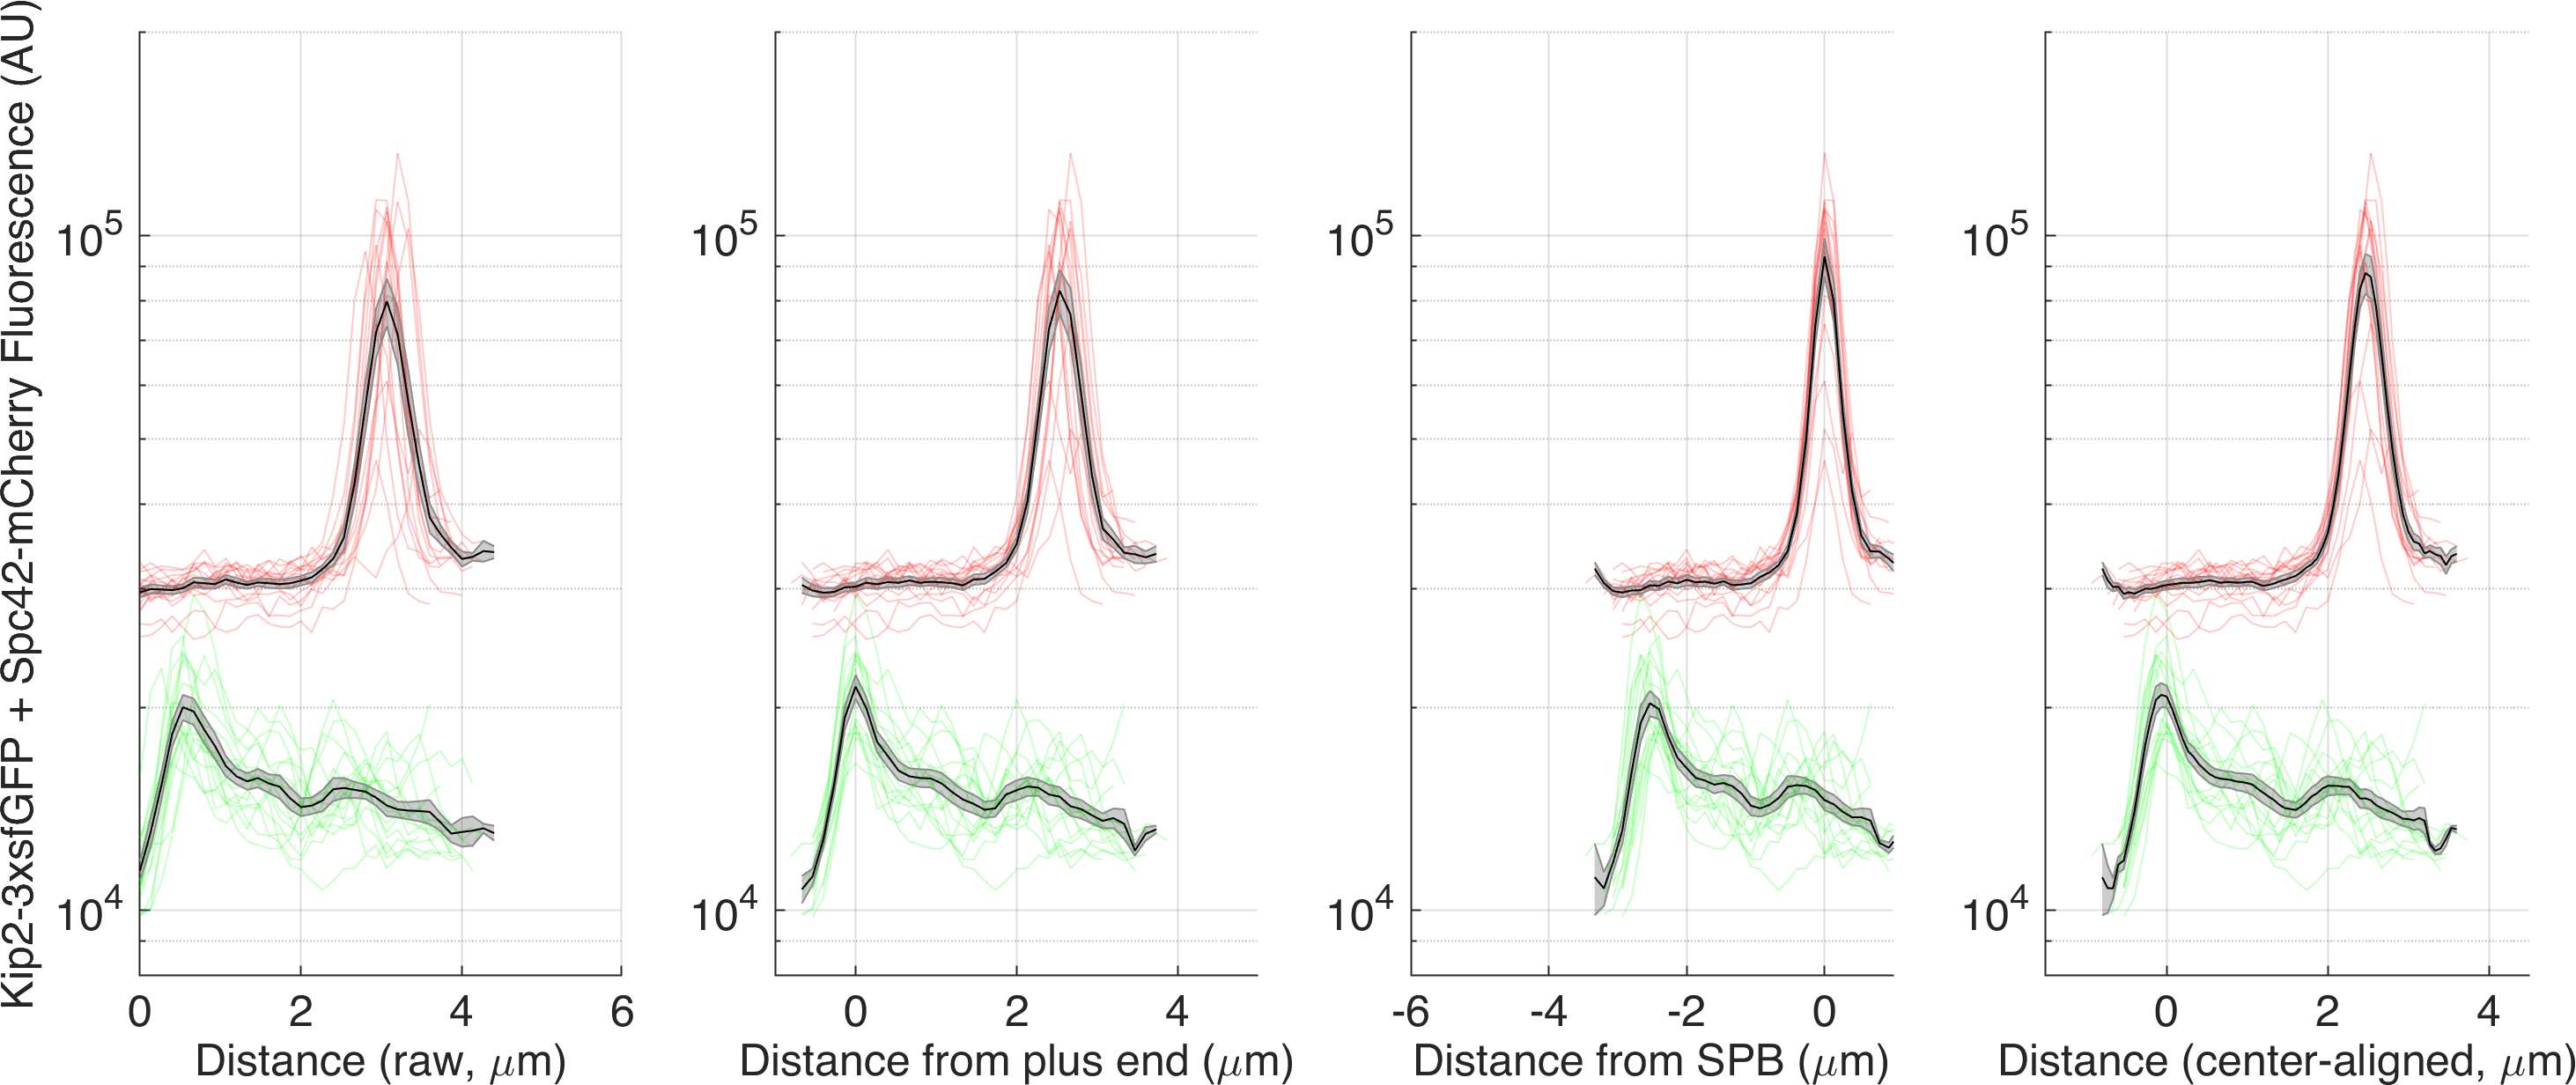 Kip2-3xsfGFP + Spc42-mCherry Fluorescence (AU)
10^5
10^4
0 2 4 6
Distance (raw, μm)
10^5
10^4
0 2 4
Distance from plus end (μm)
10^5
10^4
-6 -4 -2 0
Distance from SPB (μm)
10^5
10^4
0 2 4
Distance (center-aligned, μm)